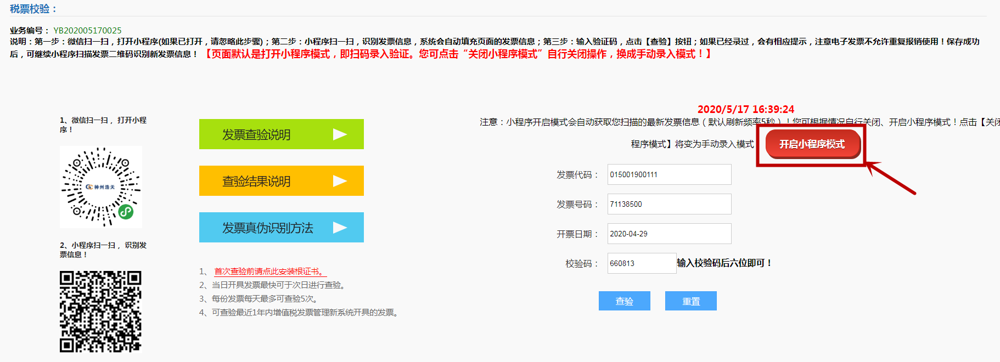 税票校验：
业务编号： YB202005170025
说明：第一步：微信扫一扫，打开小程序(如果已打开，请忽略此步骤)；第二步：小程序扫一扫，识别发票信息，系统会自动填充页面的发票信息；第三步：输入验证码，点击【查验】按钮；如果已经录过，会有相应提示，注意电子发票不允许重复报销使用！保存成功
后，可继续小程序扫描发票二维码识别新发票信息！ 【页面默认是打开小程序模式，即扫码录入验证。您可点击“关闭小程序模式”自行关闭操作，换成手动录入模式！】
1、微信扫一扫， 打开小程
序！
神州浩天
2、小程序扫一扫， 识别发
票信息！
发票查验说明
查验结果说明
发票真伪识别方法
1、 首次查验前请点此安装根证书。
2、当日开具发票最快可于次日进行查验。
3、每份发票每天最多可查验5次。
4、可查验最近1年内增值税发票管理新系统开具的发票。
2020/5/17 16:39:24
注意：小程序开启模式会自动获取您扫描的最新发票信息（默认刷新频率5秒）！您可根据情况自行关闭、开启小程序模式！点击【关闭
程序模式】将变为手动录入模式 开启小程序模式
发票代码： 015001900111
发票号码： 71138500
开票日期： 2020-04-29
校验码： 660813 输入校验码后六位即可！
查验 重置